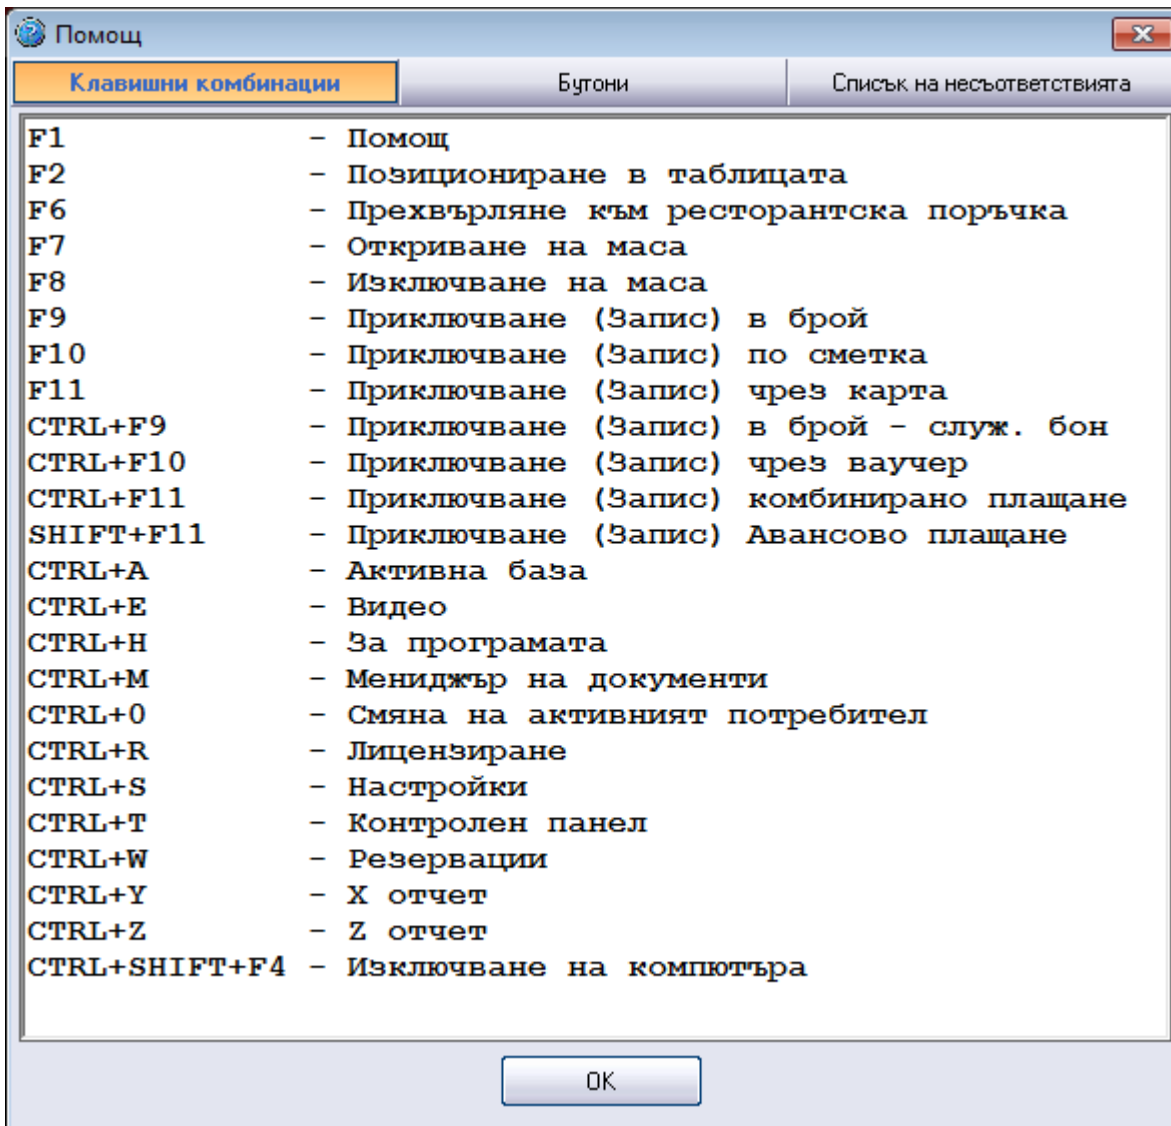 Помощ
Клавишни комбинации Бутони Списък на несъответствията
F1 - Помощ
F2 - Позициониране в таблицата
F6 - Прехвърляне към ресторантска поръчка
F7 - Откриване на маса
F8 - Изключване на маса
F9 - Приключване (Запис) в брой
F10 - Приключване (Запис) по сметка
F11 - Приключване (Запис) чрез карта
CTRL+F9 - Приключване (Запис) в брой - служ. бон
CTRL+F10 - Приключване (Запис) чрез ваучер
CTRL+F11 - Приключване (Запис) комбинирано плащане
SHIFT+F11 - Приключване (Запис) Авансово плащане
CTRL+A - Активна база
CTRL+E - Видео
CTRL+H - За програмата
CTRL+M - Мениджър на документи
CTRL+0 - Смяна на активният потребител
CTRL+R - Лицензиране
CTRL+S - Настройки
CTRL+T - Контролен панел
CTRL+W - Резервации
CTRL+Y - X отчет
CTRL+Z - Z отчет
CTRL+SHIFT+F4 - Изключване на компютъра
OK